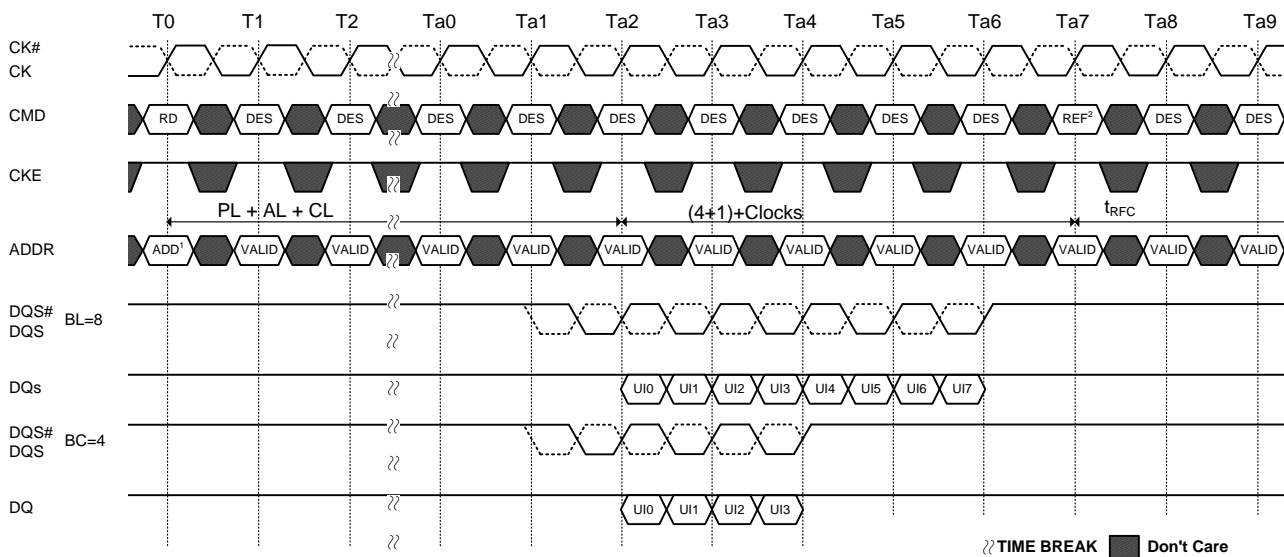 T0 T1 T2 Ta0 Ta1 Ta2 Ta3 Ta4 Ta5 Ta6 Ta7 Ta8 Ta9
CK#
CK
CMD RD DES DES DES DES DES DES DES DES DES REF² DES DES
CKE
PL + AL + CL (4+1)+Clocks tRFC
ADDR ADD¹ VALID VALID VALID VALID VALID VALID VALID VALID VALID VALID VALID VALID
DQS# BL=8
DQS
DQs UI0 UI1 UI2 UI3 UI4 UI5 UI6 UI7
DQS# BC=4
DQS
DQ UI0 UI1 UI2 UI3
TIME BREAK Don't Care